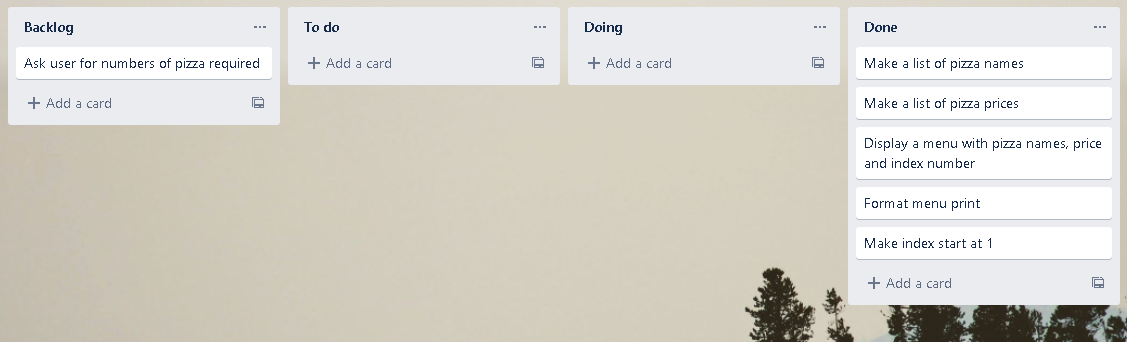 Backlog
Ask user for numbers of pizza required
Add a card
To do
Add a card
Doing
Add a card
Done
Make a list of pizza names
Make a list of pizza prices
Display a menu with pizza names, price
and index number
Format menu print
Make index start at 1
Add a card